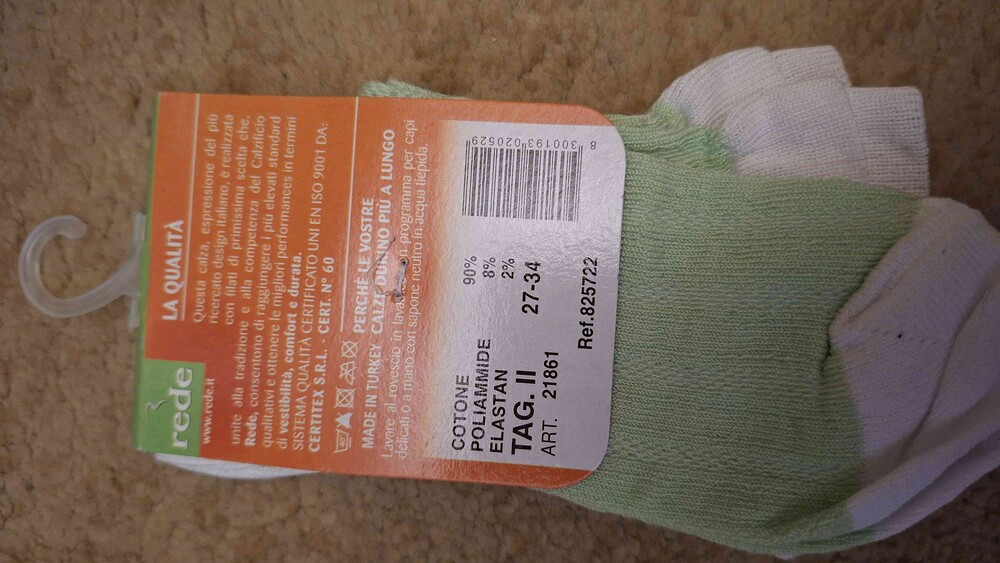 rede
www.rede.it
LA QUALITÀ
Questa calza, espressione del più
ricercato design italiano, è realizzata
con filati di primissima scelta che,
unite alla tradizione e alla competenza del Calzificio
Rede, consentono di raggiungere i più elevati standard
qualitativi e ottenere le migliori performances in termini
di vestibilità, comfort e durata.
SISTEMA QUALITÀ CERTIFICATO UNI EN ISO 9001 DA:
CERTITEX S.R.L. - CERT. N° 60
PERCHÉ LE VOSTRE
MADE IN TURKEY CALZE DURINO PIÙ A LUNGO
Lavare al rovescio in programma per capi
delicati o a mano con sapone neutro in acqua tiepida.
COTONE 90%
POLIAMMIDE 8%
ELASTAN 2%
TAG. II 27-34
ART. 21861
Ref.825722
8 300193 020529